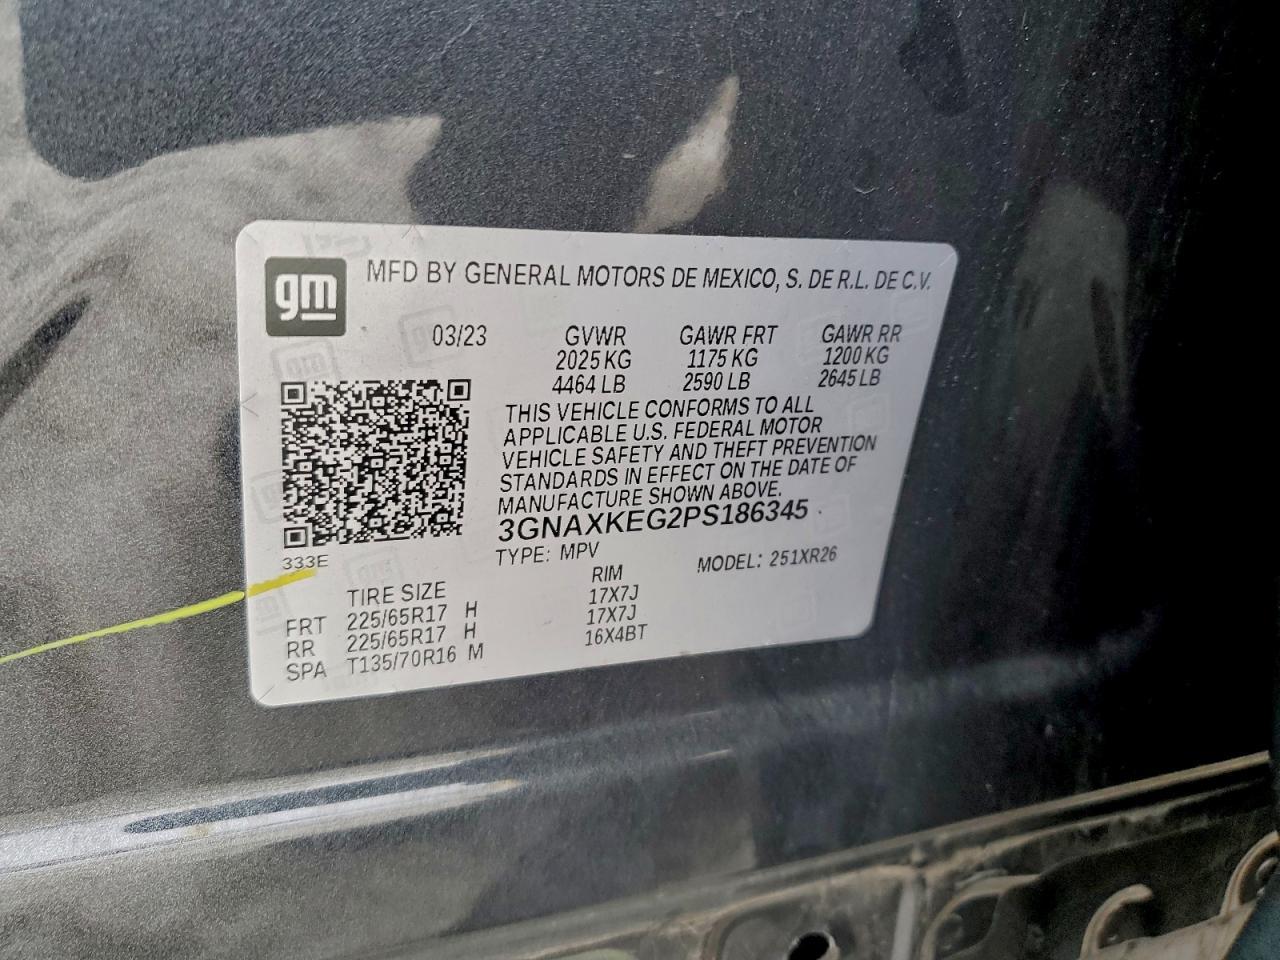 gm
MFD BY GENERAL MOTORS DE MEXICO, S. DE R.L. DE C.V.
03/23 GVWR GAWR FRT GAWR RR
2025 KG 1175 KG 1200 KG
4464 LB 2590 LB 2645 LB
THIS VEHICLE CONFORMS TO ALL
APPLICABLE U.S. FEDERAL MOTOR
VEHICLE SAFETY AND THEFT PREVENTION
STANDARDS IN EFFECT ON THE DATE OF
MANUFACTURE SHOWN ABOVE.
3GNAXKEG2PS186345
333E
TYPE: MPV MODEL: 251XR26
TIRE SIZE RIM
FRT 225/65R17 H 17X7J
RR 225/65R17 H 17X7J
SPA T135/70R16 M 16X4BT